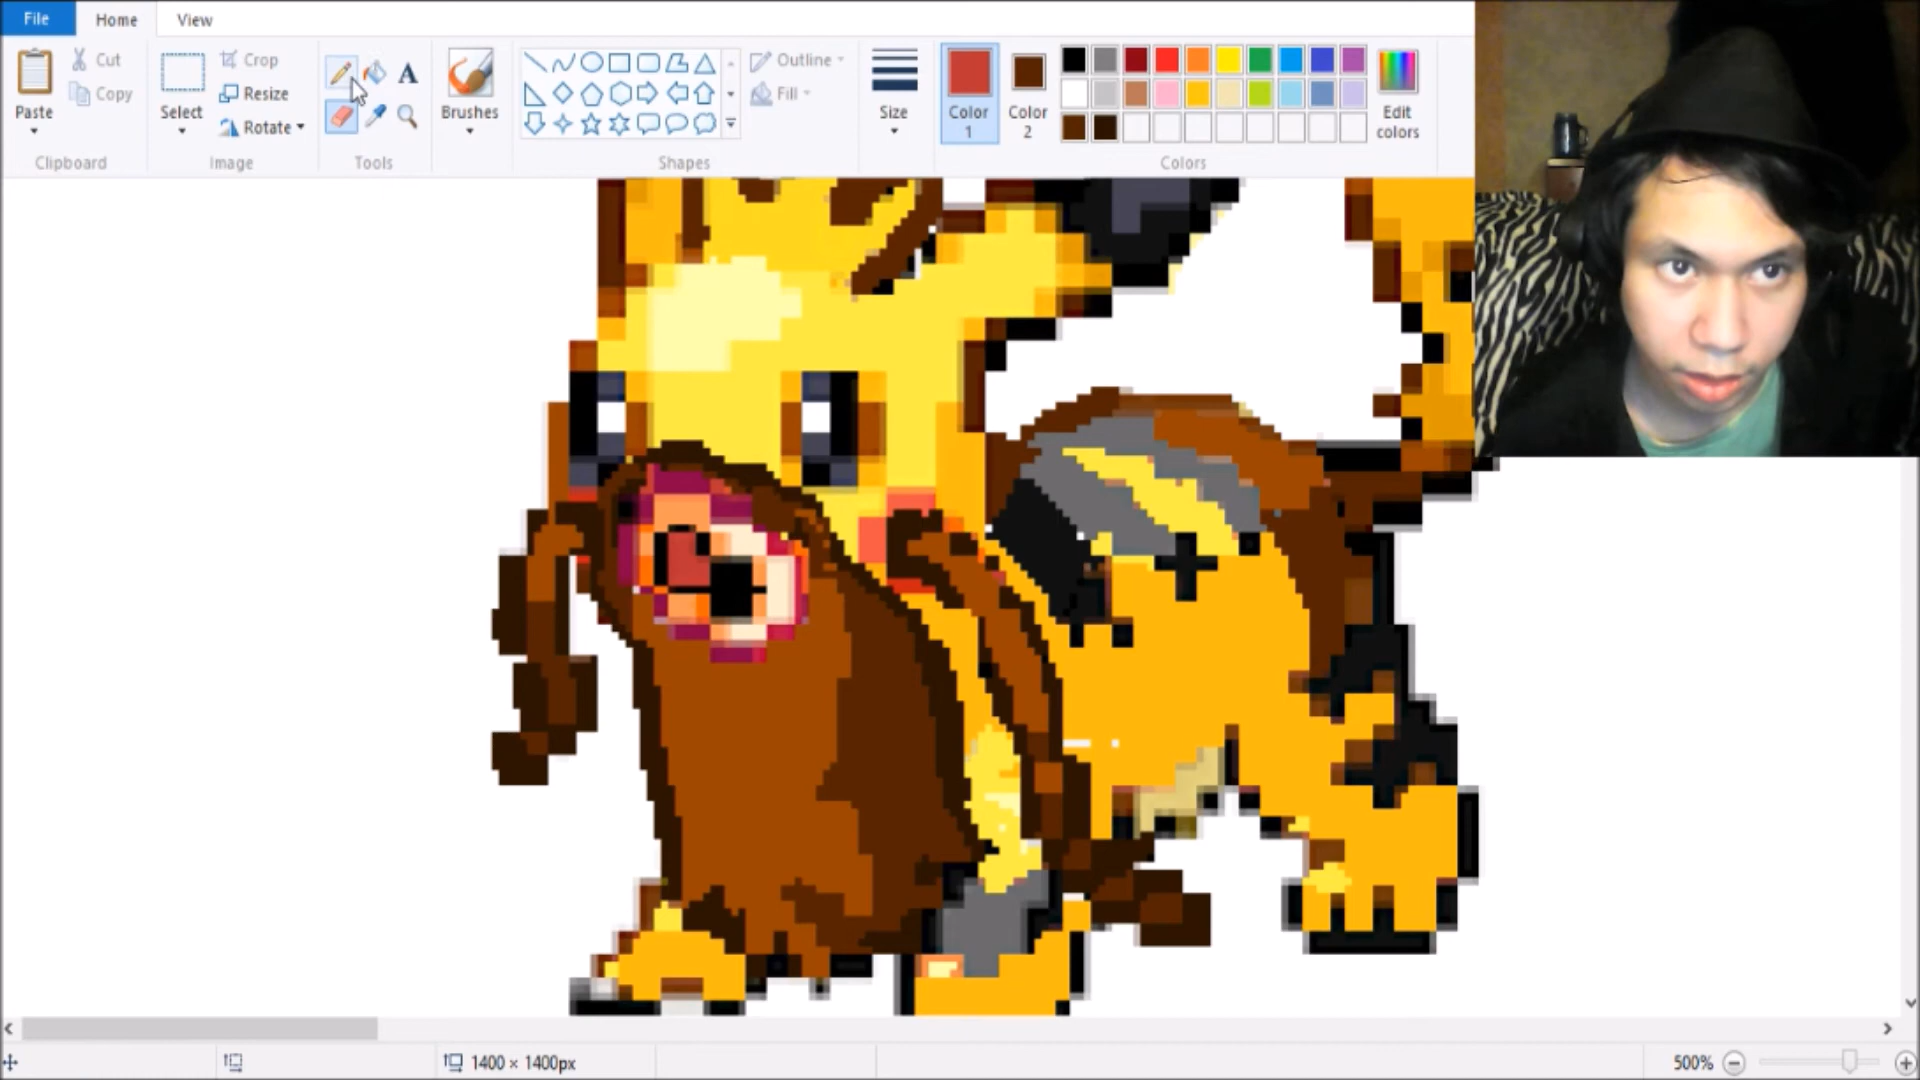 File Home View
Paste
Cut
Copy
Clipboard
Select
Crop
Resize
Rotate
Image
A
Tools
Brushes
Outline
Fill
Shapes
Size
Color 1
Color 2
Edit colors
Colors
1400 × 1400px
500%